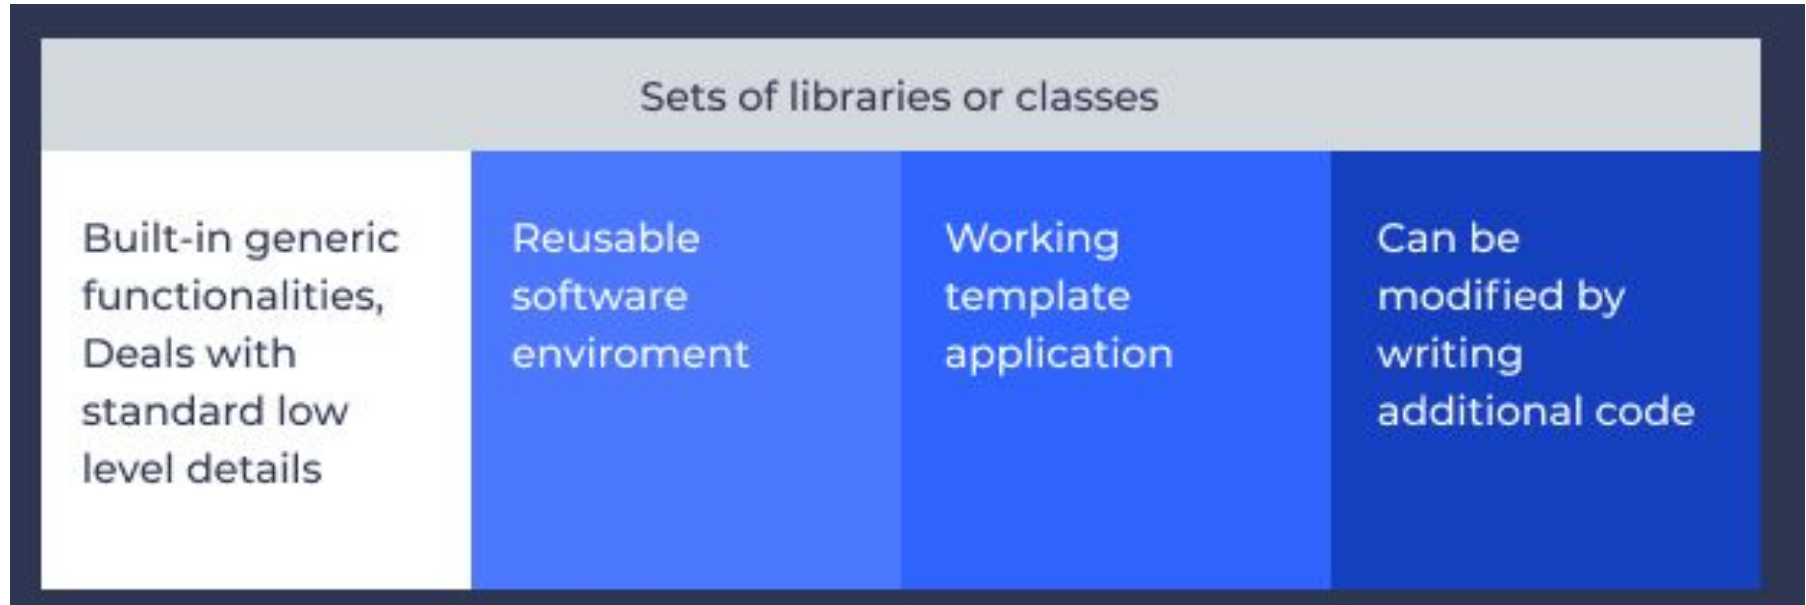 Sets of libraries or classes
Built-in generic
functionalities,
Deals with
standard low
level details
Reusable
software
enviroment
Working
template
application
Can be
modified by
writing
additional code